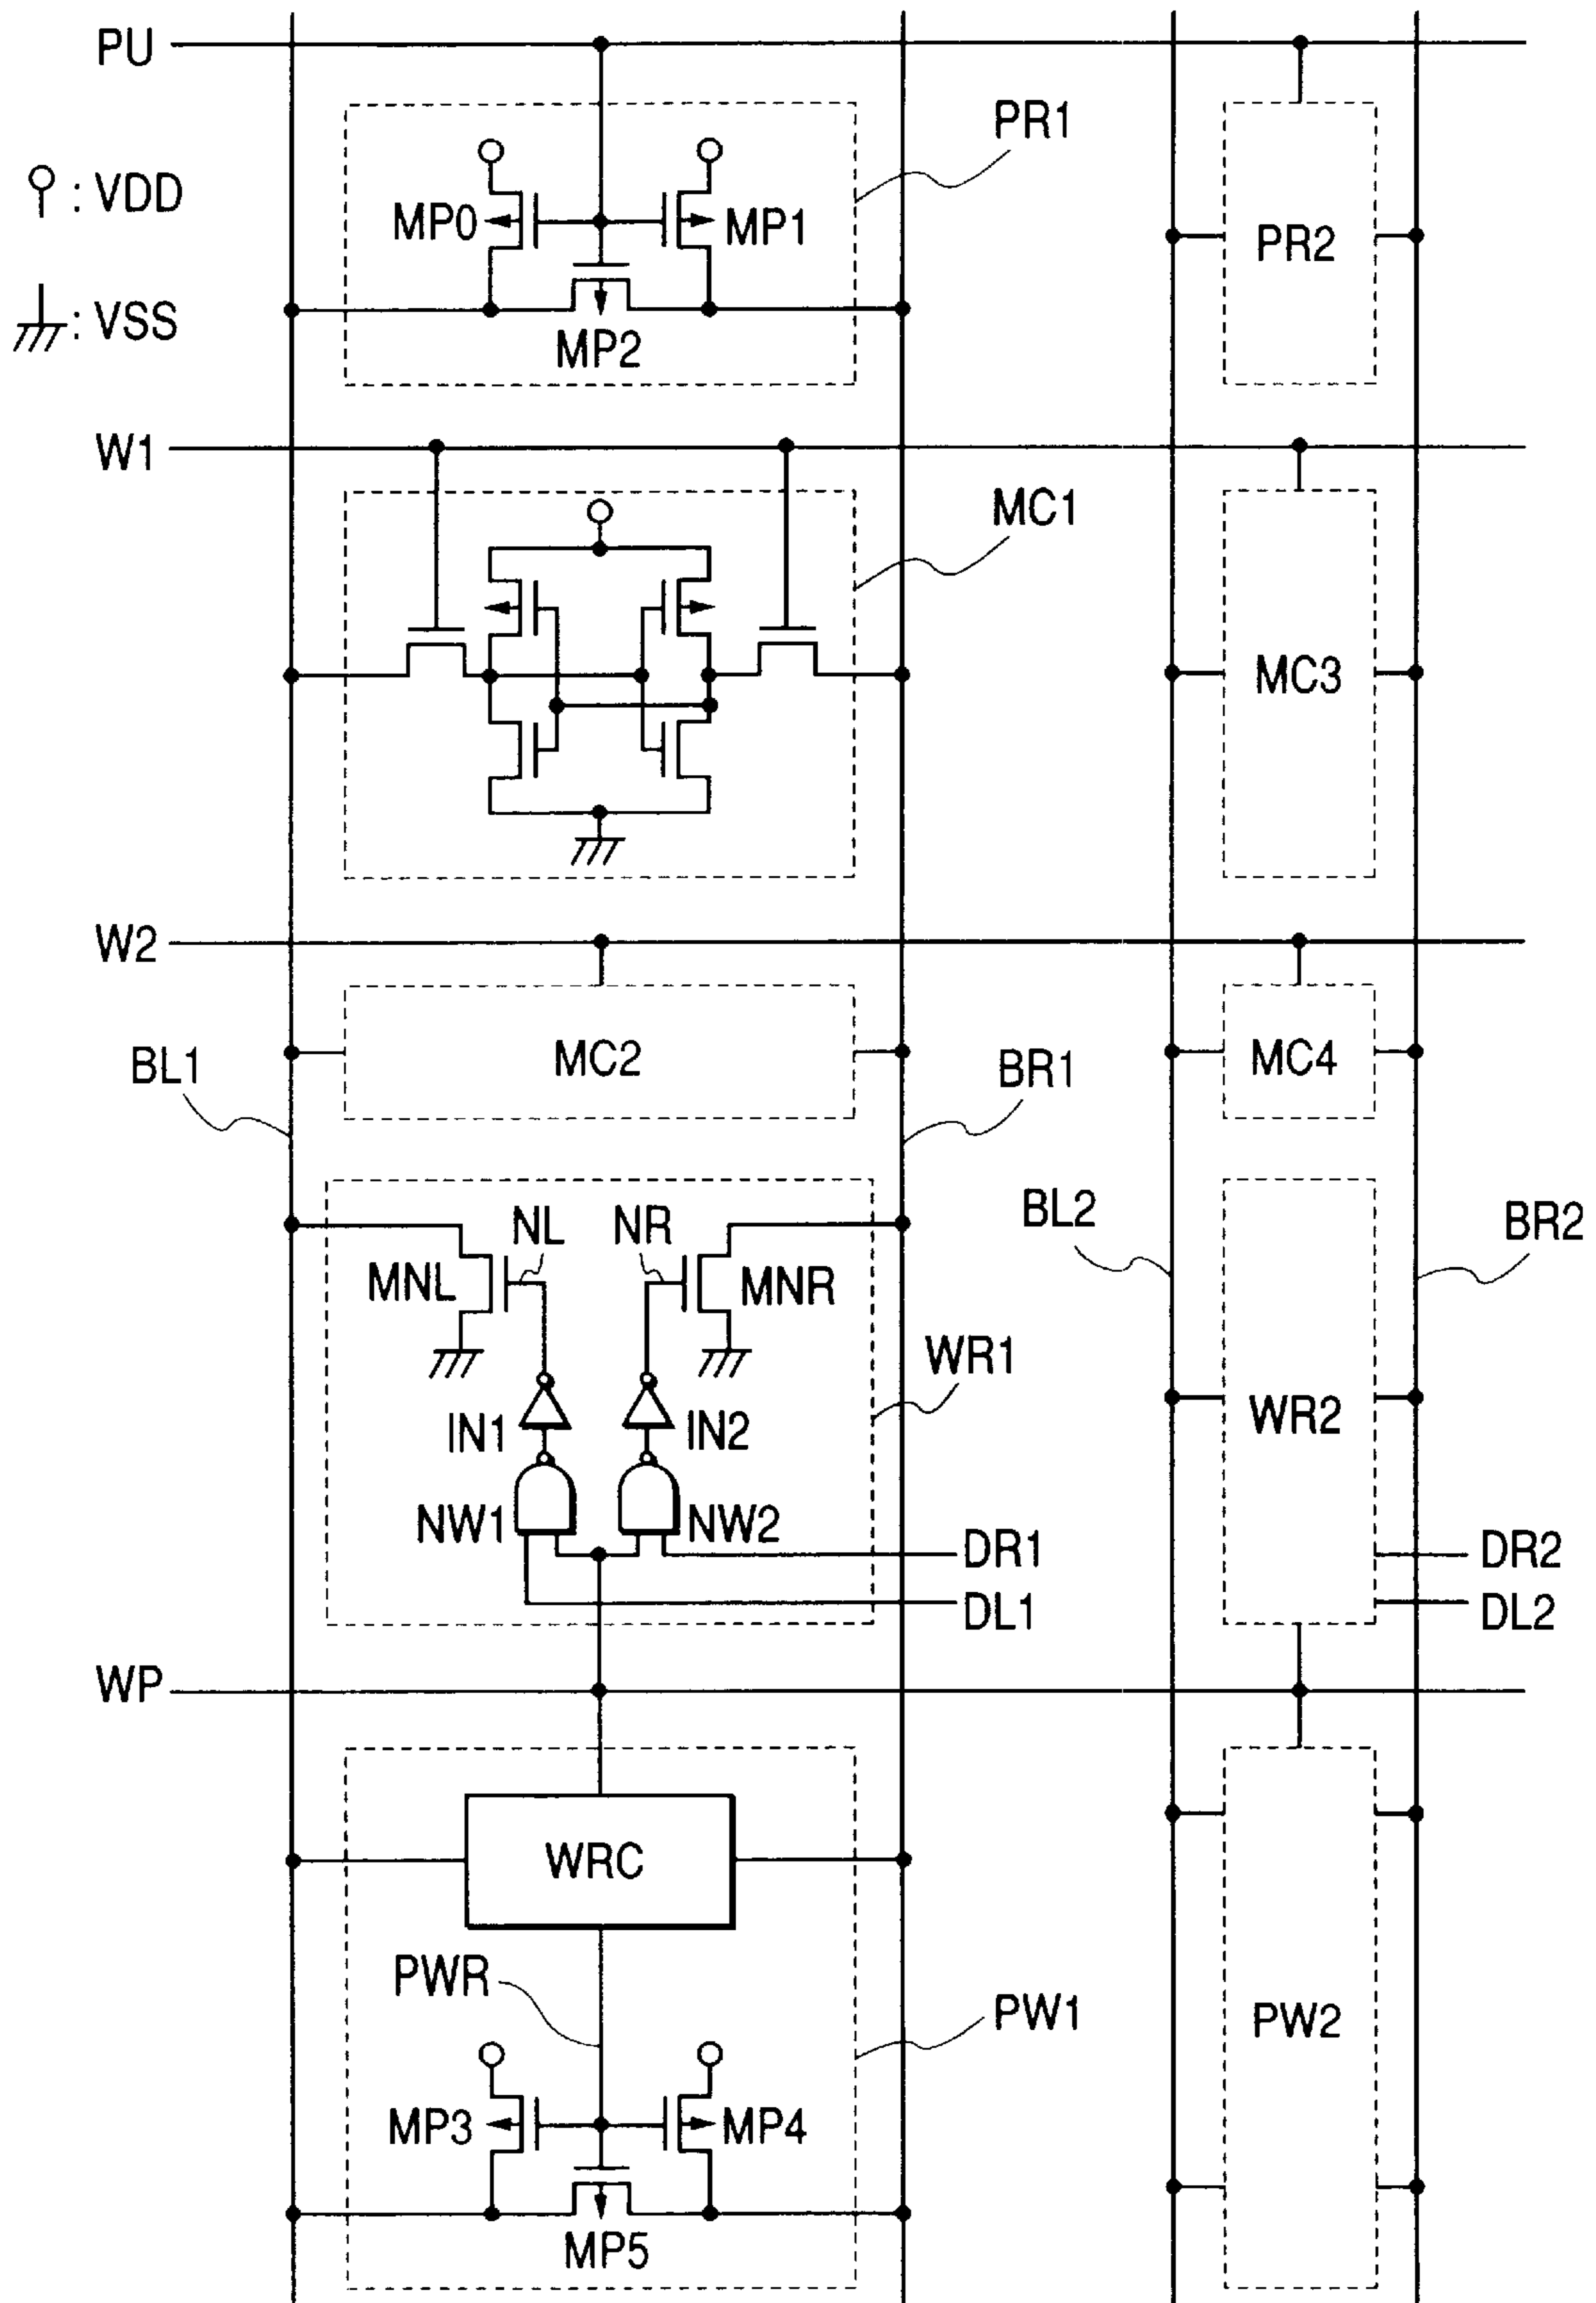 PU
PR1
: VDD
MP0
MP1
PR2
: VSS
MP2
W1
MC1
MC3
W2
MC2
MC4
BL1
BR1
BL2
BR2
NL
NR
MNL
MNR
WR1
WR2
IN1
IN2
NW1
NW2
DR1
DR2
DL1
DL2
WP
WRC
PWR
PW1
PW2
MP3
MP4
MP5